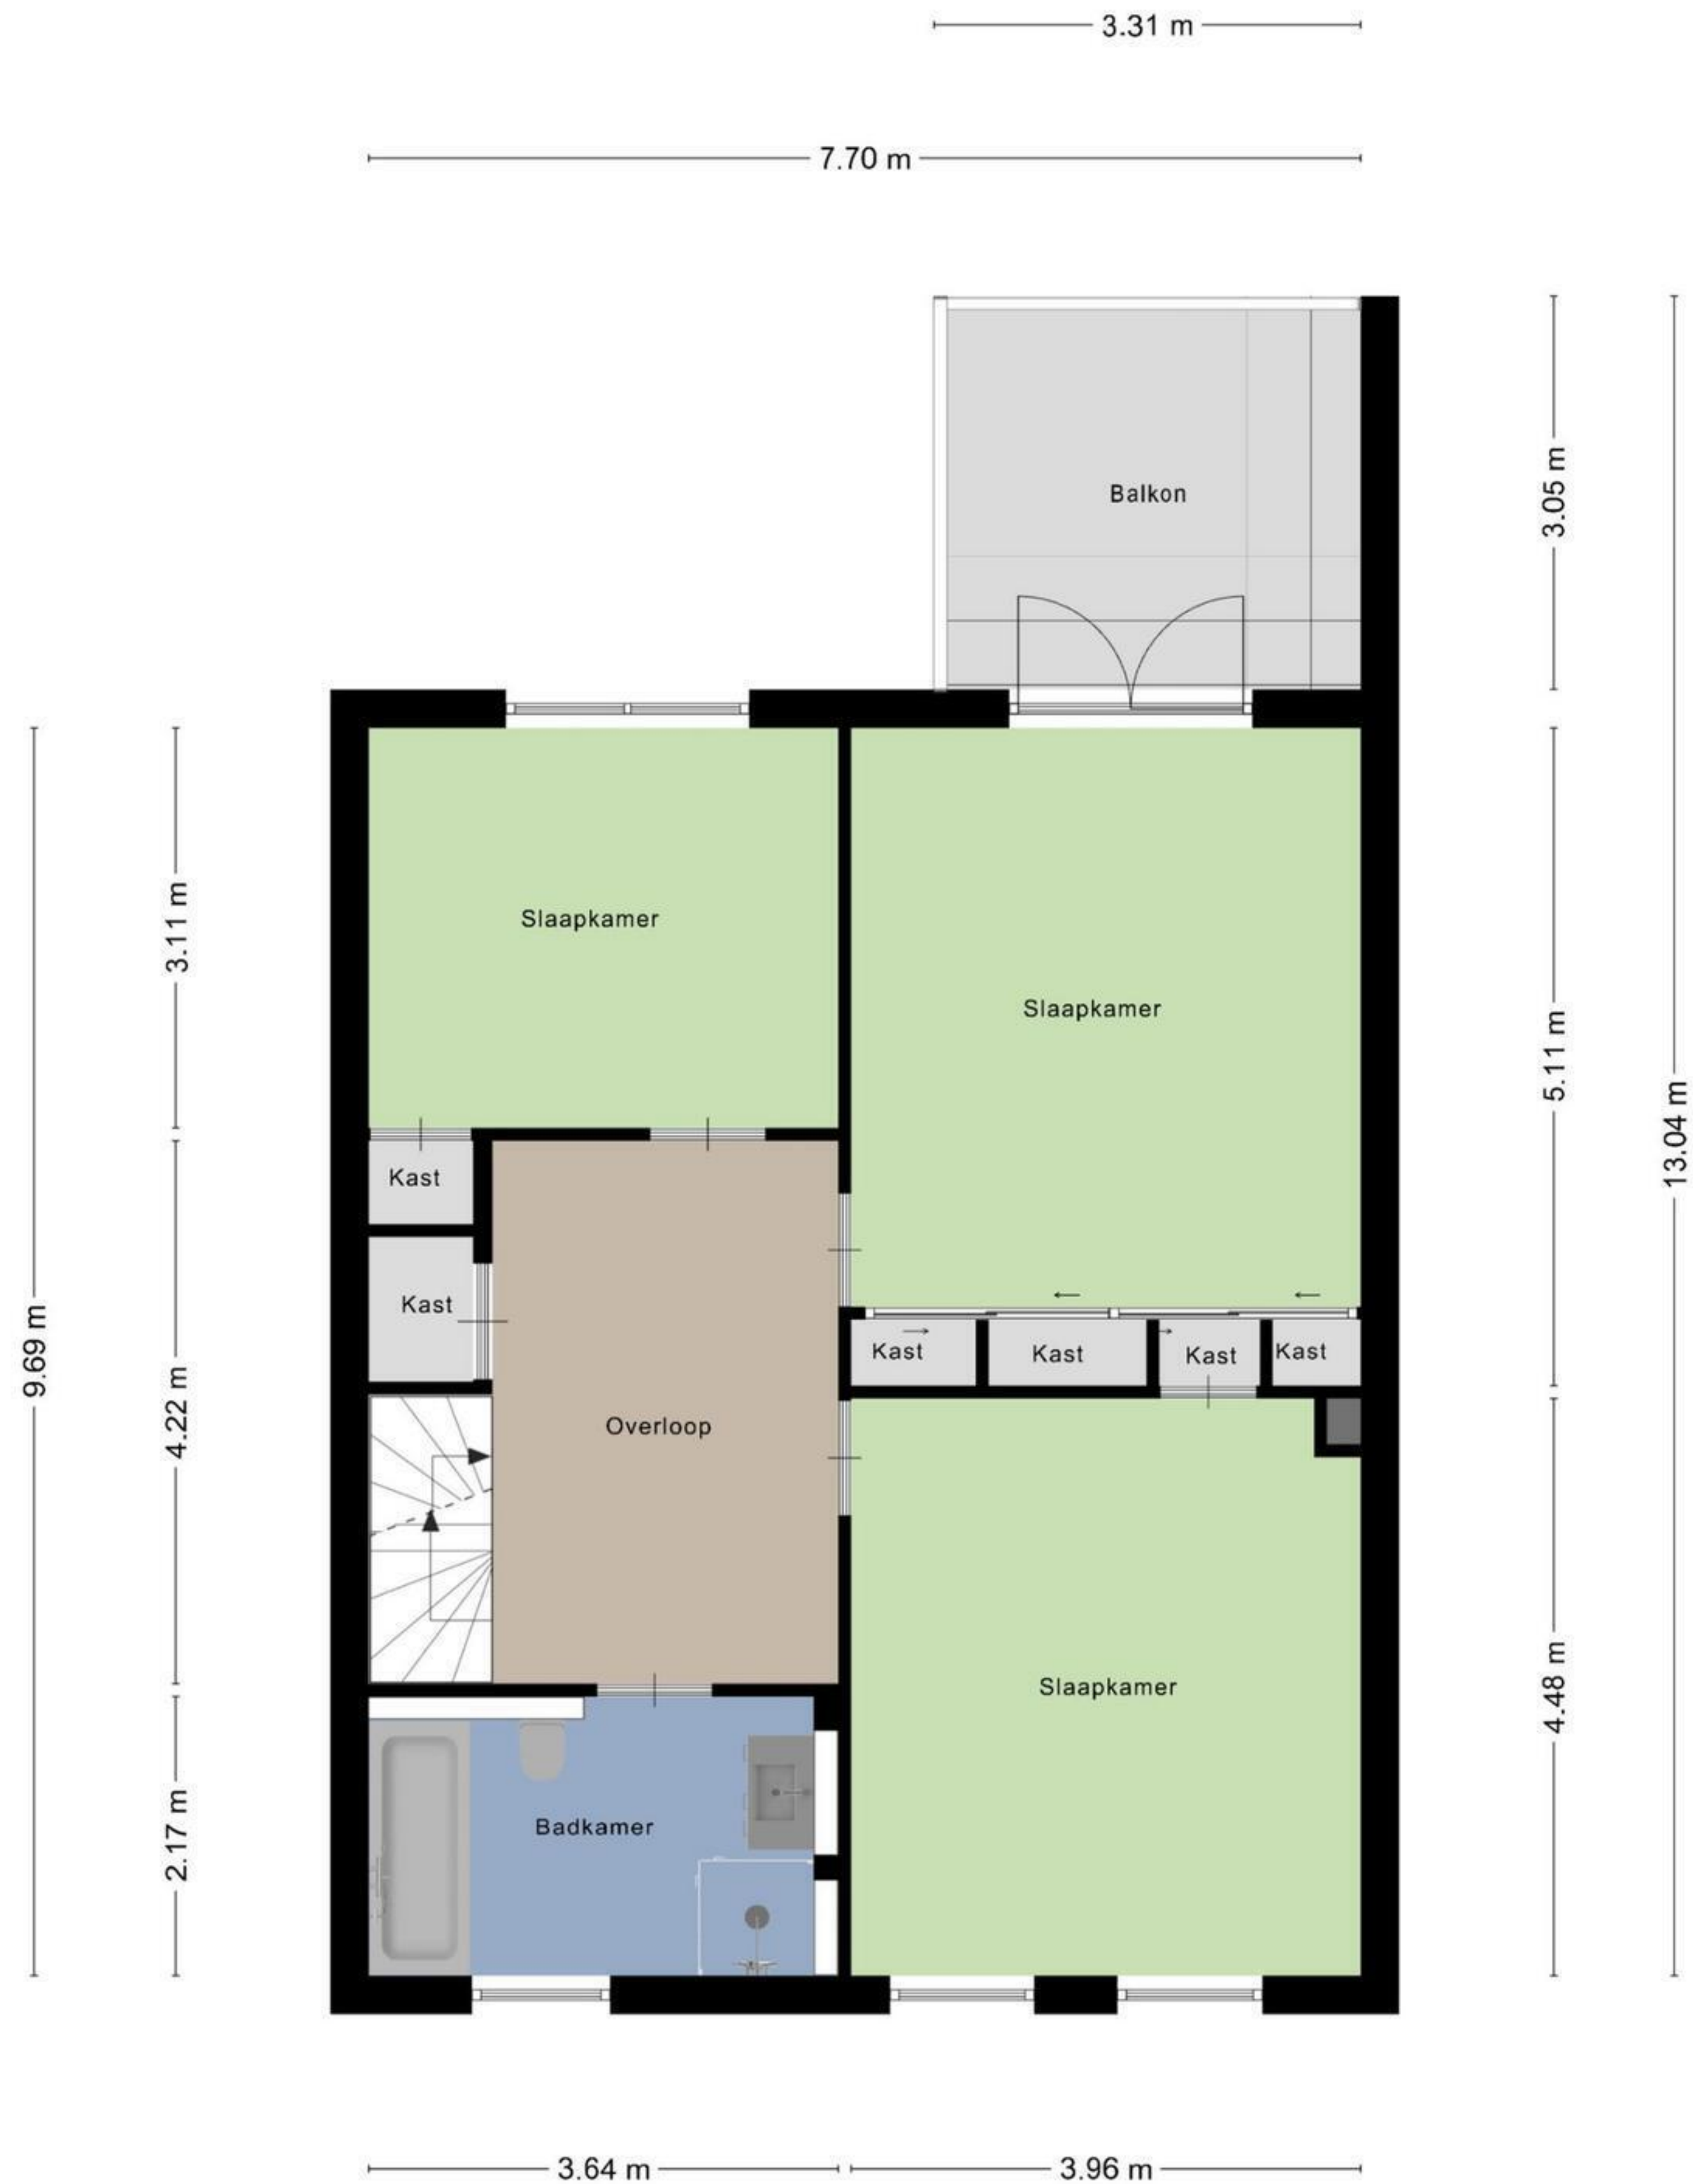 3.31 m
7.70 m
Balkon
3.05 m
Slaapkamer
3.11 m
Slaapkamer
5.11 m
13.04 m
Kast
Kast
9.69 m
4.22 m
Kast
Kast
Kast
Kast
Overloop
Slaapkamer
4.48 m
Badkamer
2.17 m
3.64 m
3.96 m